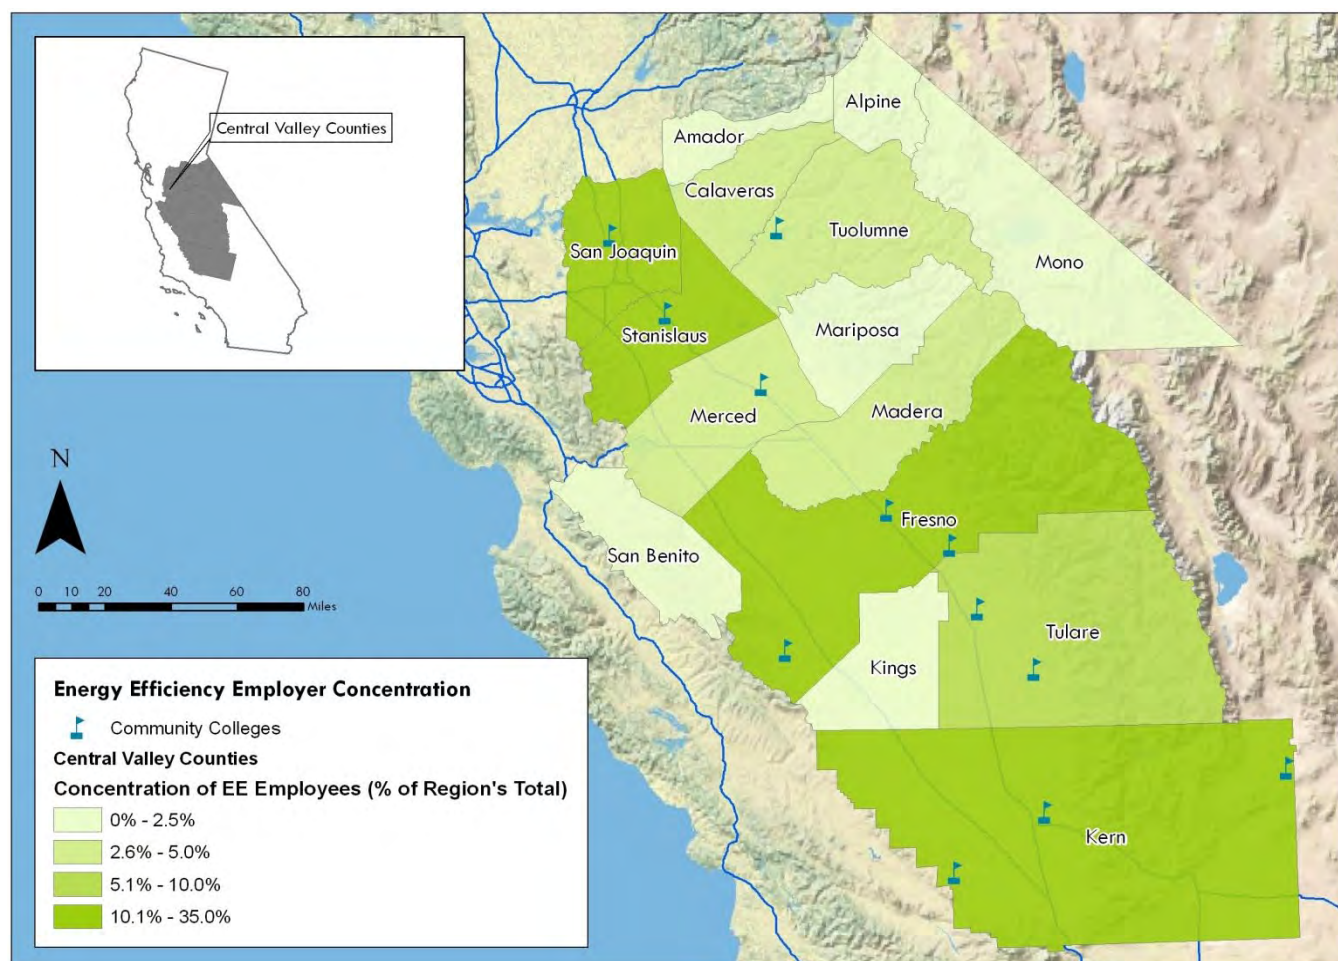 Central Valley Counties
Alpine
Amador
Calaveras
Tuolumne
San Joaquin
Mono
Mariposa
Stanislaus
Merced
Madera
N
Fresno
San Benito
0 10 20 40 60 80
Miles
Tulare
Kings
Kern
Energy Efficiency Employer Concentration
Community Colleges
Central Valley Counties
Concentration of EE Employees (% of Region's Total)
0% - 2.5%
2.6% - 5.0%
5.1% - 10.0%
10.1% - 35.0%